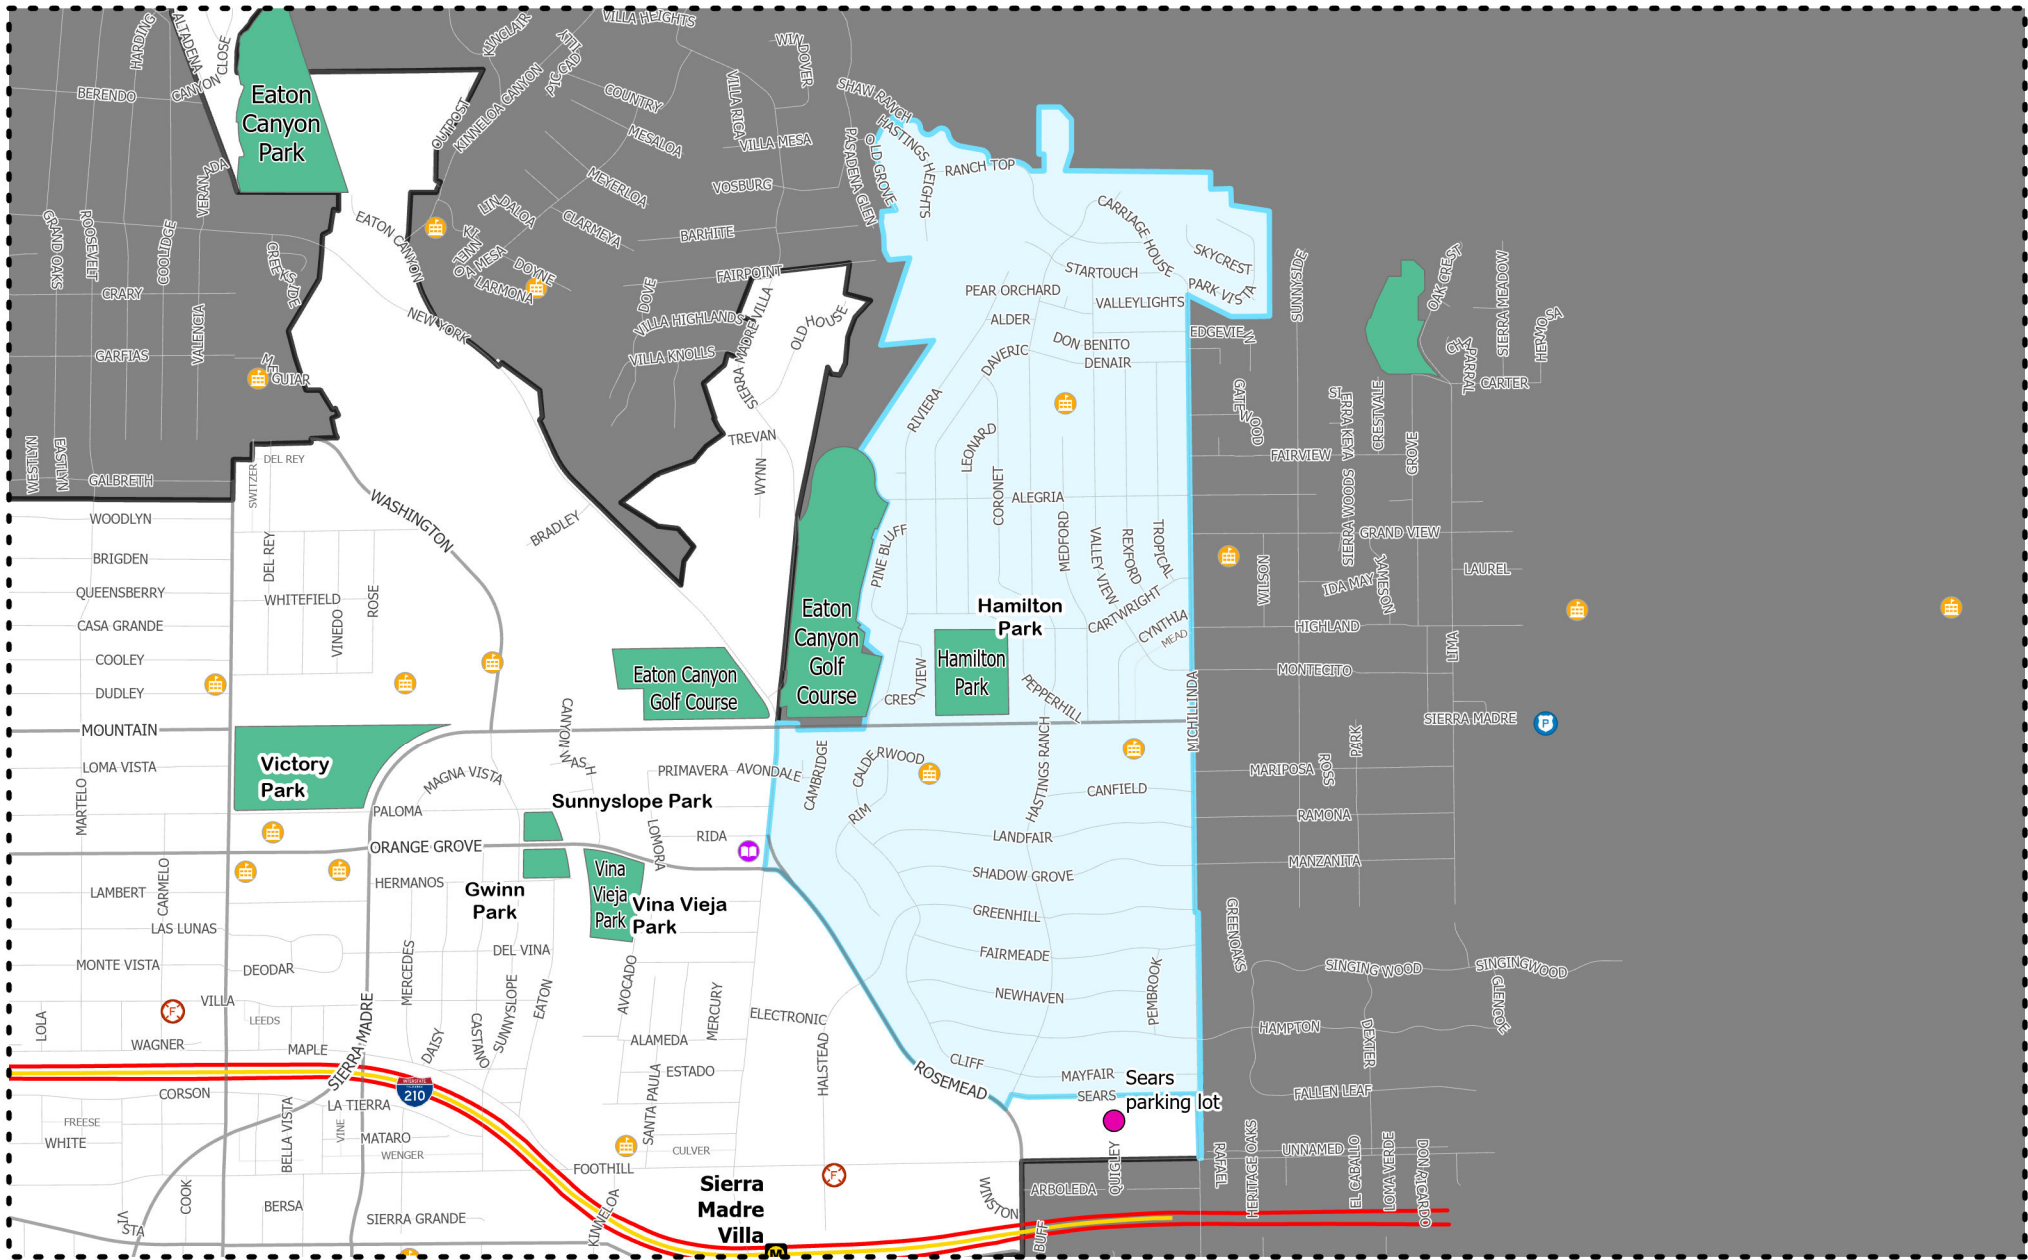 HARDING
ALTADENA
CLOSE
CANYON
BERENDO
Eaton
Canyon
Park
KINCLAIR
VILLA HEIGHTS
WINDOVER
OUTPOST
KINNELOA CANYON
COUNTRY
MESALOA
VILLA RICA
VILLA MESA
MEYERLOA
VOSBURG
SHAW RANCH
HASTINGS HEIGHTS
OLD GROVE
PASADENA GLEN
RANCH TOP
VERANADA
GRAND OAKS
ROOSEVELT
COOLIDGE
EATON CANYON
LINDALOA
CLARMEYA
BARHITE
CARRIAGE HOUSE
SKYCREST
CREEKSIDE
DOYNE
LARMONA
FAIRPOINT
DOVE
STARTOUCH
PARK VISTA
SUNNYSIDE
OAK CREST
SIERRA MEADOW
CRARY
VALENCIA
NEW YORK
VILLA HIGHLANDS
SIERRA MADRE VILLA
OLD HOUSE
PEAR ORCHARD
VALLEYLIGHTS
ALDER
EDGEVIEW
HERMOSA
GARFIAS
MEGUIAR
VILLA KNOLLS
DAVERIC
DON BENITO
DENAIR
CHAPARRAL
CARTER
RIVIERA
GATEWOOD
SIERRA KEYA
CRESTVALE
WESTLYN
EASTLYN
GALBRETH
SWITZER
DEL REY
TREVAN
WYNN
LEONARD
CORONET
FAIRVIEW
GROVE
WOODLYN
WASHINGTON
BRADLEY
ALEGRIA
SIERRA WOODS
GRAND VIEW
BRIGDEN
DEL REY
PINE BLUFF
MEDFORD
VALLEY VIEW
REXFORD
TROPICAL
WILSON
IDA MAY
JAMESON
LAUREL
QUEENSBERRY
WHITEFIELD
VINEDO
ROSE
Eaton
Canyon
Golf
Course
Hamilton
Park
CARTWRIGHT
CYNTHIA
MEAD
CASA GRANDE
HIGHLAND
LIMA
COOLEY
DUDLEY
Eaton Canyon
Golf Course
CRESTVIEW
Hamilton
Park
PEPPERHILL
MICHILLINDA
MONTECITO
MOUNTAIN
SIERRA MADRE
P
LOMA VISTA
Victory
Park
MAGNA VISTA
CANYON WASH
PRIMAVERA
AVONDALE
CAMBRIDGE
CALDERWOOD
HASTINGS RANCH
MARIPOSA
ROSS
PARK
MARTELO
PALOMA
Sunnyslope Park
LOMORA
RIDA
RIM
CANFIELD
RAMONA
ORANGE GROVE
LANDFAIR
MANZANITA
HERMANOS
LAMBERT
CARMELO
Gwinn
Park
Vina
Vieja
Park
Vina Vieja
Park
SHADOW GROVE
GREENHILL
GREENOAKS
LAS LUNAS
MONTE VISTA
DEODAR
MERCEDES
DEL VINA
FAIRMEADE
SINGING WOOD
SINGINGWOOD
GLENCOE
VILLA
F
LOLA
LEEDS
SIERRA MADRE
SUNNYSLOPE
EATON
AVOCADO
MERCURY
ELECTRONIC
NEWHAVEN
PEMBROOK
HAMPTON
DEXTER
WAGNER
MAPLE
DAISY
CASTANO
ALAMEDA
HALSTEAD
CLIFF
ROSEMEAD
CORSON
INTERSTATE
210
LA TIERRA
ESTADO
SANTA PAULA
MAYFAIR
SEARS
Sears
parking lot
FALLEN LEAF
FREESE
WHITE
BELLA VISTA
VINE
MATARO
WENGER
CULVER
FOOTHILL
F
QUIGLEY
RAFAEL
HERITAGE OAKS
UNNAMED
EL CABALLO
LOMA VERDE
DON RICARDO
COOK
VISTA
BERSA
SIERRA GRANDE
KINNELOA
Sierra
Madre
Villa
M
WINSTON
ARBOLEDA
BUFF